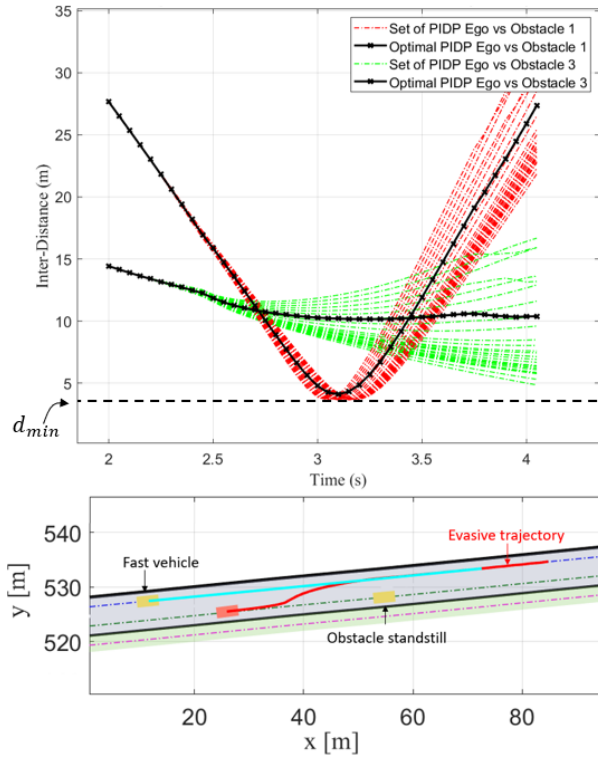 35
30
25
20
15
10
5
Inter-Distance (m)
Set of PIDP Ego vs Obstacle 1
Optimal PIDP Ego vs Obstacle 1
Set of PIDP Ego vs Obstacle 3
Optimal PIDP Ego vs Obstacle 3
d_min
2
2.5
3
3.5
4
Time (s)
540
530
520
y [m]
Fast vehicle
Evasive trajectory
Obstacle standstill
20
40
60
80
x [m]